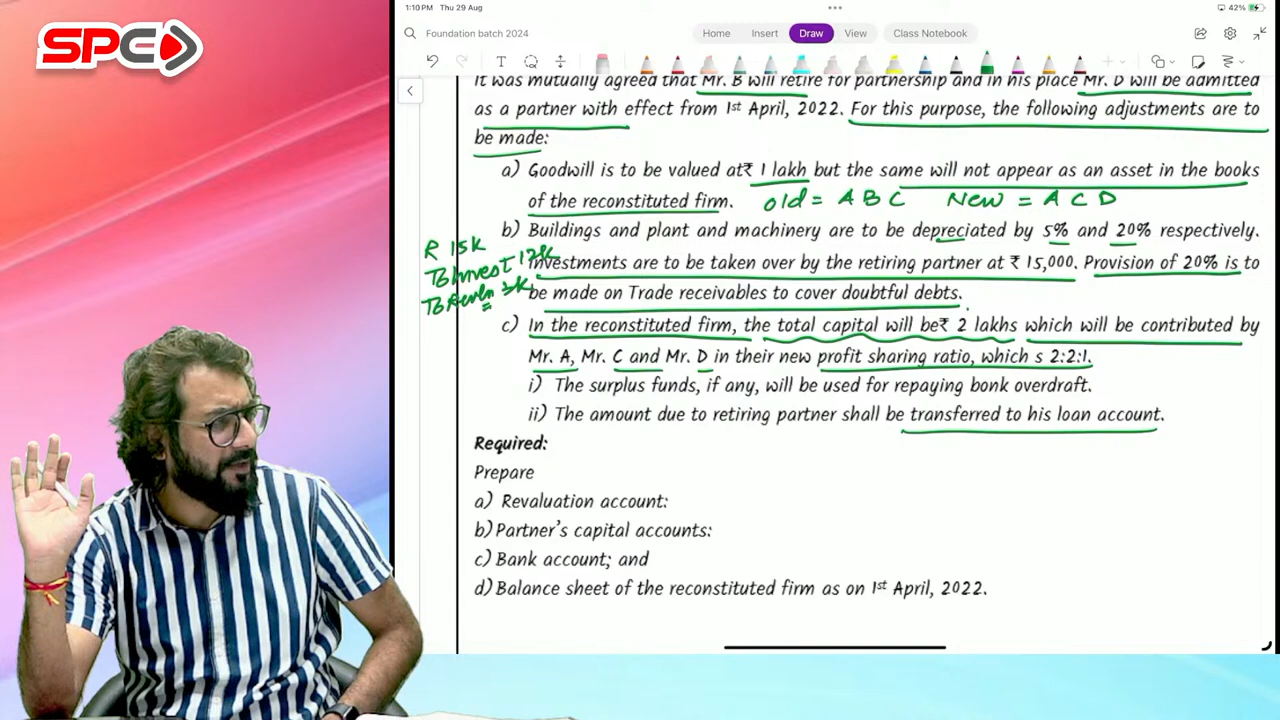 SPC
1:10 PM Thu 29 Aug
42%
Foundation batch 2024
Home Insert Draw View Class Notebook
It was mutually agreed that Mr. B will retire for partnership and in his place Mr. D will be admitted
as a partner with effect from 1st April, 2022. For this purpose, the following adjustments are to
be made:
a) Goodwill is to be valued at₹ 1 lakh but the same will not appear as an asset in the books
of the reconstituted firm. old = A B C New = A C D
b) Buildings and plant and machinery are to be depreciated by 5% and 20% respectively.
R 15k
To Invest 12k
Investments are to be taken over by the retiring partner at ₹ 15,000. Provision of 20% is to
To Revln 3k
be made on Trade receivables to cover doubtful debts.
c) In the reconstituted firm, the total capital will be₹ 2 lakhs which will be contributed by
Mr. A, Mr. C and Mr. D in their new profit sharing ratio, which s 2:2:1.
i) The surplus funds, if any, will be used for repaying bonk overdraft.
ii) The amount due to retiring partner shall be transferred to his loan account.
Required:
Prepare
a) Revaluation account:
b) Partner's capital accounts:
c) Bank account; and
d) Balance sheet of the reconstituted firm as on 1st April, 2022.